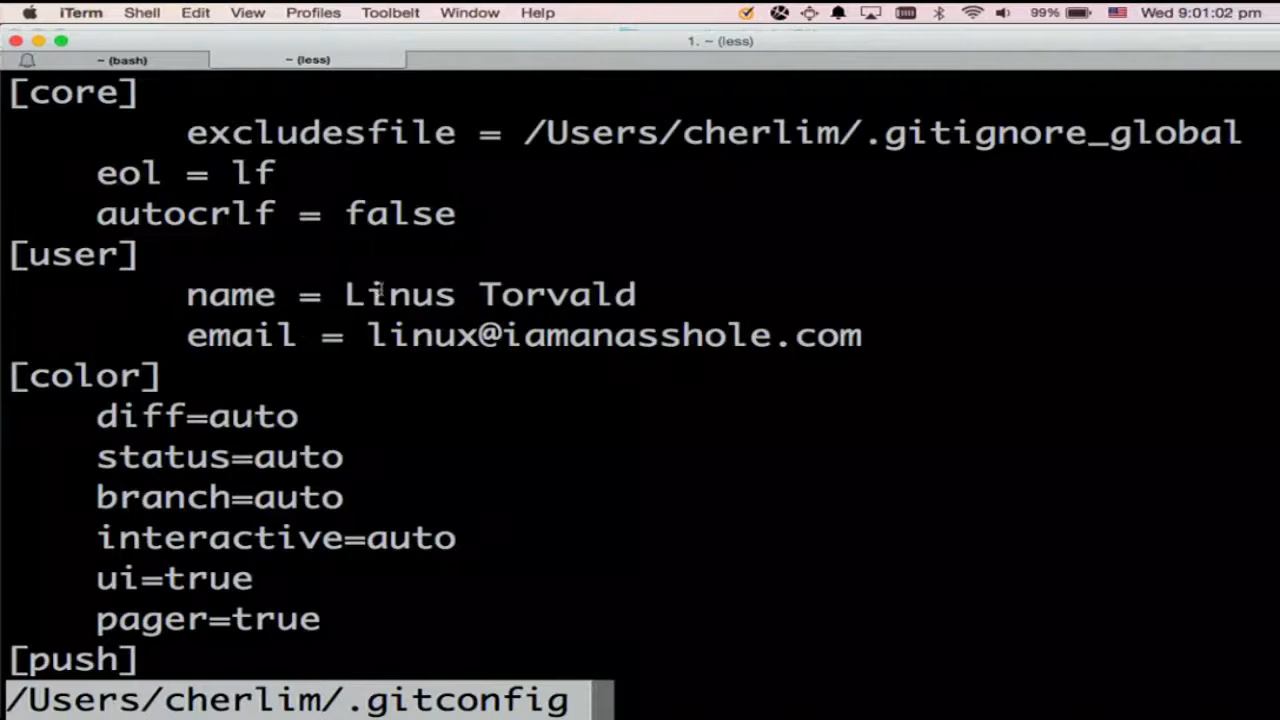 iTerm Shell Edit View Profiles Toolbelt Window Help 99% Wed 9:01:02 pm
1. ~ (less)
~ (bash) ~ (less)
[core]
excludesfile = /Users/cherlim/.gitignore_global
eol = lf
autocrlf = false
[user]
name = Linus Torvald
email = linux@iamanasshole.com
[color]
diff=auto
status=auto
branch=auto
interactive=auto
ui=true
pager=true
[push]
/Users/cherlim/.gitconfig